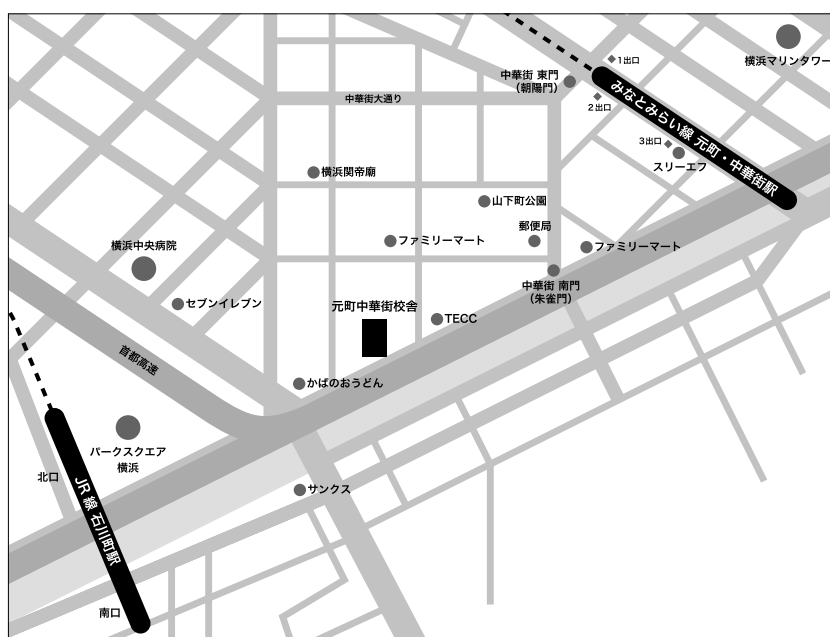 1出口
横浜マリンタワー
中華街 東門
（朝陽門）
2出口
中華街大通り
みなとみらい線 元町・中華街駅
3出口
スリーエフ
横浜関帝廟
山下町公園
郵便局
ファミリーマート
ファミリーマート
横浜中央病院
中華街 南門
（朱雀門）
セブンイレブン
元町中華街校舎
TECC
首都高速
かばのおうどん
パークスクエア
横浜
北口
JR線 石川町駅
サンクス
南口